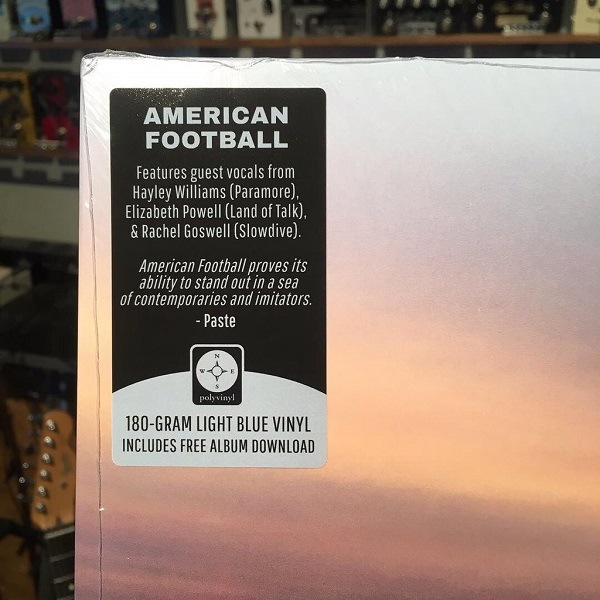 AMERICAN
FOOTBALL
Features guest vocals from
Hayley Williams (Paramore),
Elizabeth Powell (Land of Talk),
& Rachel Goswell (Slowdive).
American Football proves its
ability to stand out in a sea
of contemporaries and imitators.
- Paste
N
W E
S
polyvinyl
180-GRAM LIGHT BLUE VINYL
INCLUDES FREE ALBUM DOWNLOAD